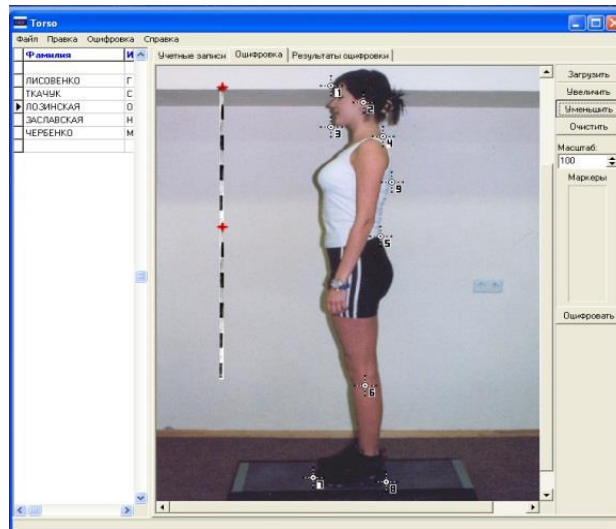 Torso
Файл Правка Оцифровка Справка
Фамилия И
ЛИСОВЕНКО Г
ТКАЧУК С
ЛОЗИНСКАЯ О
ЗАСЛАВСКАЯ Н
ЧЕРБЕНКО М
Учетные записи Оцифровка Результаты оцифровки
Загрузить
Увеличить
Уменьшить
Очистить
Масштаб:
100
Маркеры
Оцифровать
1
2
3
4
9
5
6
8